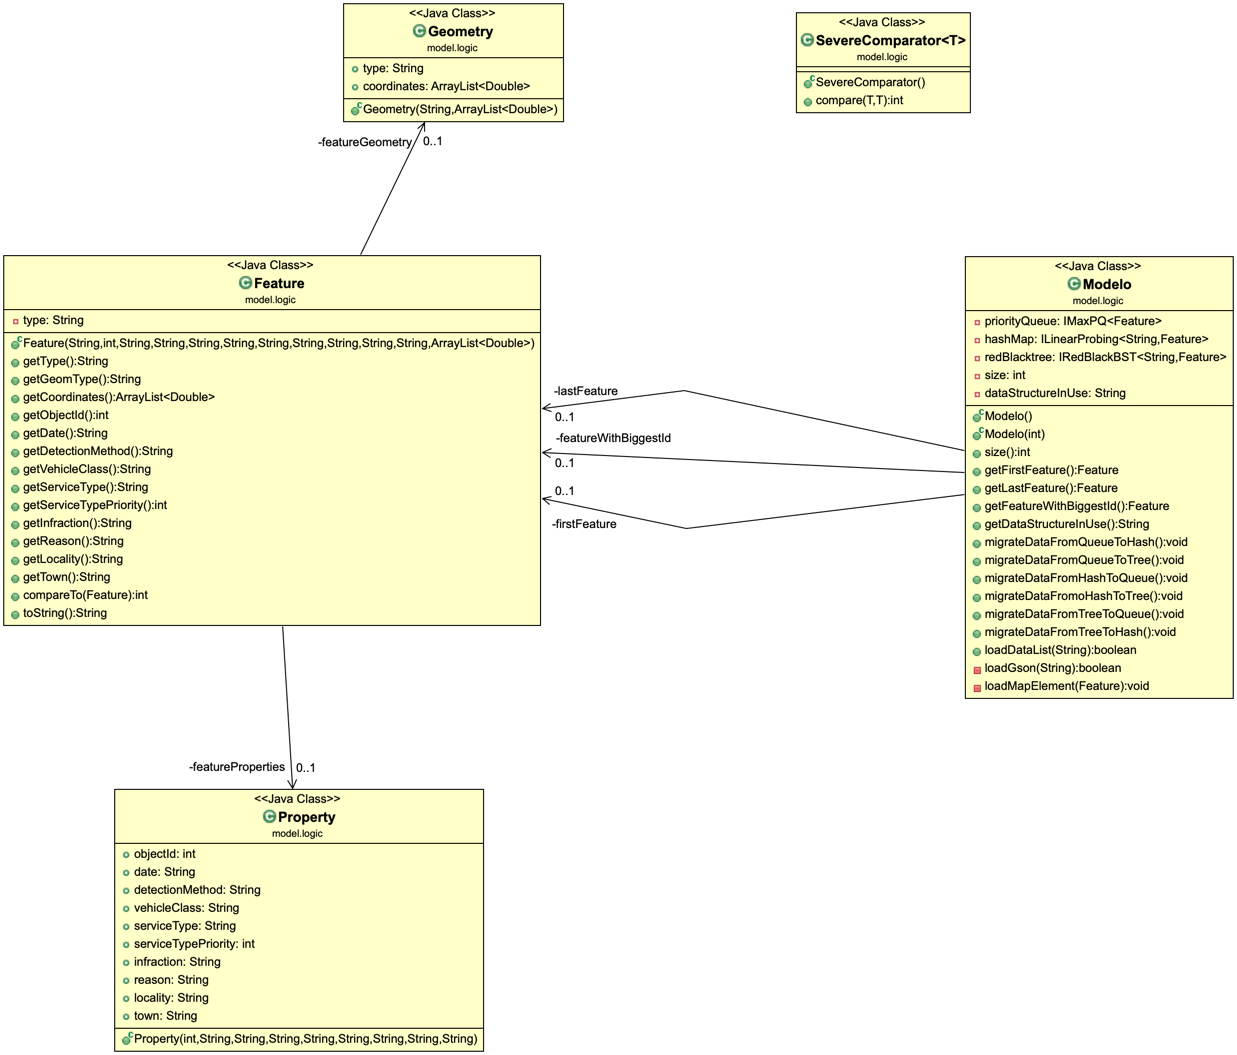 <<Java Class>>
Geometry
model.logic
type: String
coordinates: ArrayList<Double>
Geometry(String,ArrayList<Double>)
<<Java Class>>
SevereComparator<T>
model.logic
SevereComparator()
compare(T,T):int
-featureGeometry
0..1
<<Java Class>>
Feature
model.logic
type: String
Feature(String,int,String,String,String,String,String,String,String,String,String,ArrayList<Double>)
getType():String
getGeomType():String
getCoordinates():ArrayList<Double>
getObjectId():int
getDate():String
getDetectionMethod():String
getVehicleClass():String
getServiceType():String
getServiceTypePriority():int
getInfraction():String
getReason():String
getLocality():String
getTown():String
compareTo(Feature):int
toString():String
-lastFeature
0..1
-featureWithBiggestId
0..1
0..1
-firstFeature
<<Java Class>>
Modelo
model.logic
priorityQueue: IMaxPQ<Feature>
hashMap: ILinearProbing<String,Feature>
redBlacktree: IRedBlackBST<String,Feature>
size: int
dataStructureInUse: String
Modelo()
Modelo(int)
size():int
getFirstFeature():Feature
getLastFeature():Feature
getFeatureWithBiggestId():Feature
getDataStructureInUse():String
migrateDataFromQueueToHash():void
migrateDataFromQueueToTree():void
migrateDataFromHashToQueue():void
migrateDataFromoHashToTree():void
migrateDataFromTreeToQueue():void
migrateDataFromTreeToHash():void
loadDataList(String):boolean
loadGson(String):boolean
loadMapElement(Feature):void
-featureProperties
0..1
<<Java Class>>
Property
model.logic
objectId: int
date: String
detectionMethod: String
vehicleClass: String
serviceType: String
serviceTypePriority: int
infraction: String
reason: String
locality: String
town: String
Property(int,String,String,String,String,String,String,String,String)